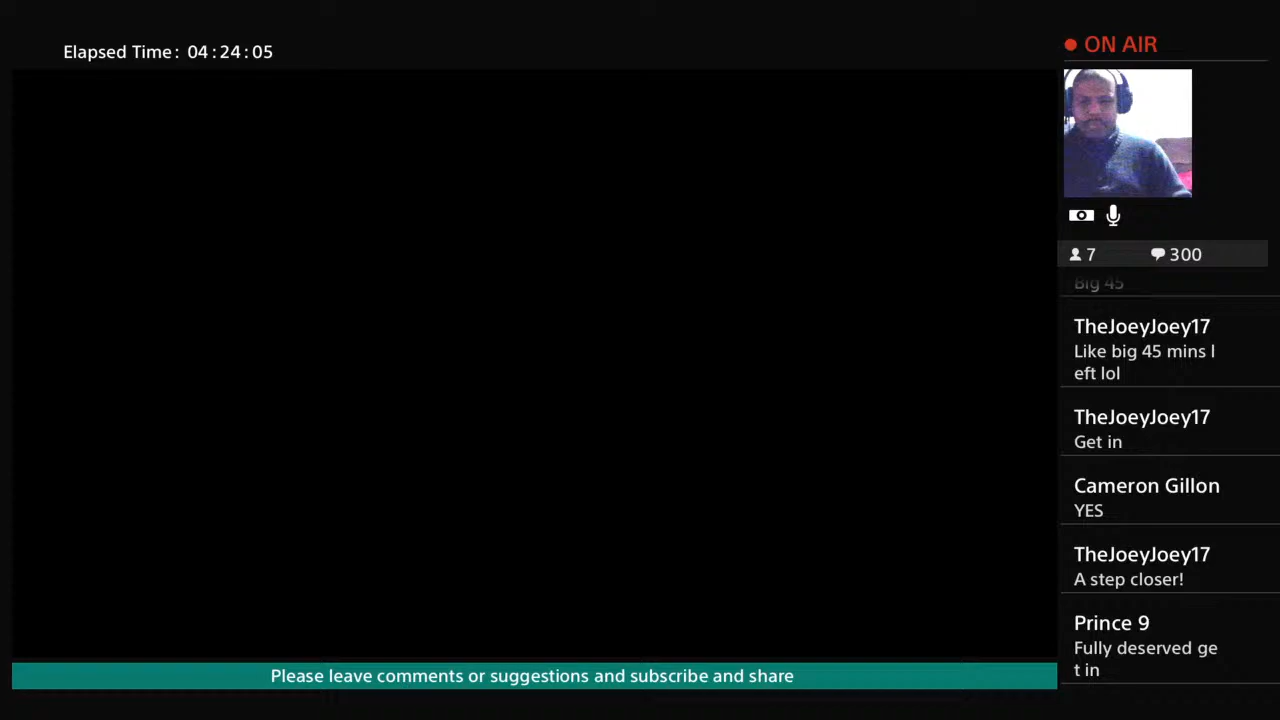 Elapsed Time: 04:24:05
ON AIR
7 300
Big 45
TheJoeyJoey17
Like big 45 mins l
eft lol
TheJoeyJoey17
Get in
Cameron Gillon
YES
TheJoeyJoey17
A step closer!
Prince 9
Fully deserved ge
t in
Please leave comments or suggestions and subscribe and share